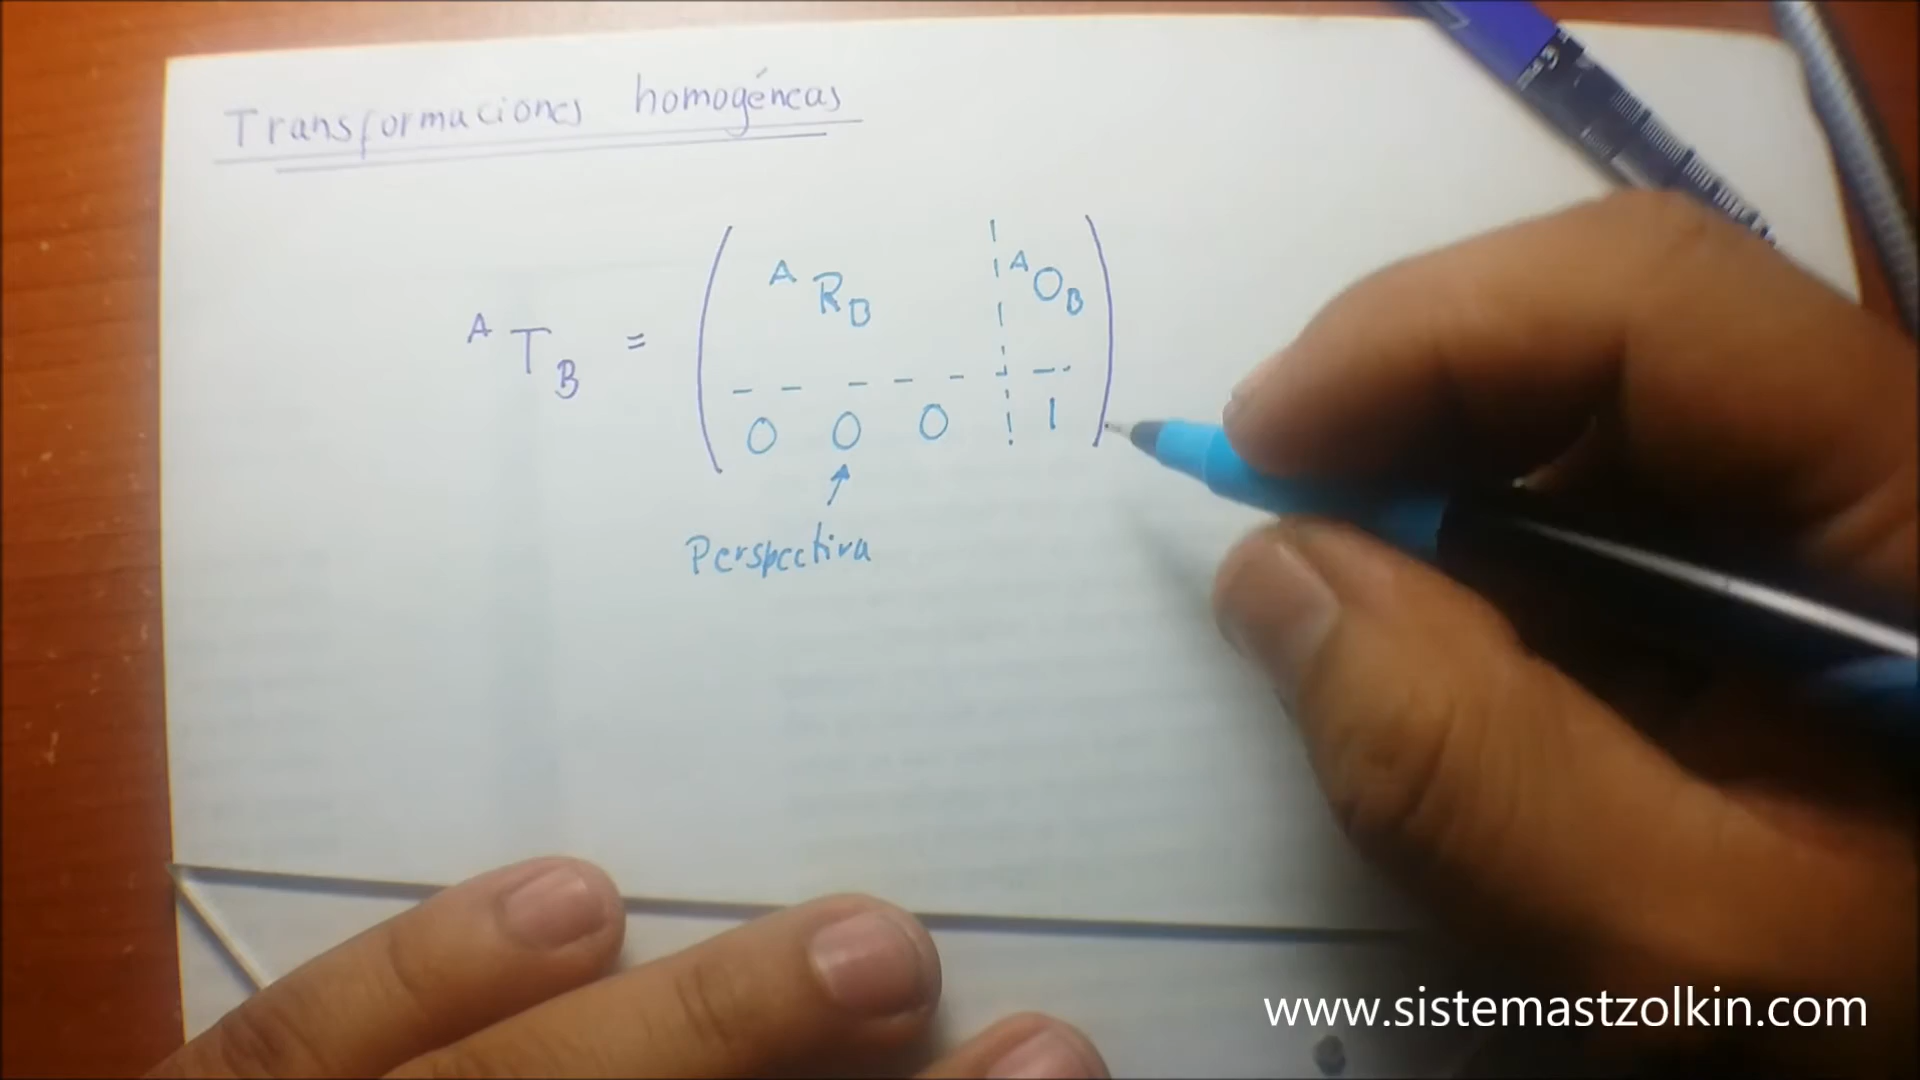 Transformaciones homogéneas
A R B A O B
A T B =
0 0 0 1
Perspectiva
www.sistemastzolkin.com